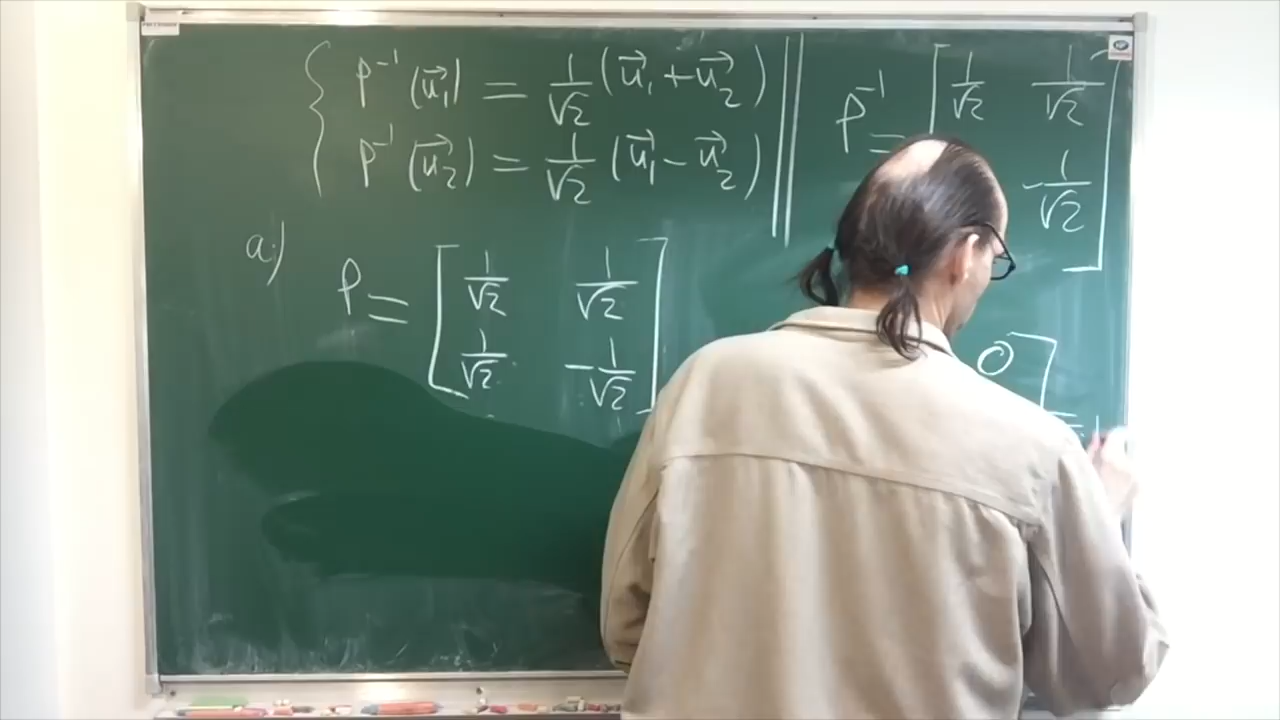 P⁻¹(u⃗₁) = 1/√2 (u⃗₁ + u⃗₂)
P⁻¹(u⃗₂) = 1/√2 (u⃗₁ - u⃗₂)
P⁻¹ =
1/√2 1/√2
-1/√2
a) P =
1/√2 1/√2
1/√2 -1/√2
0
=